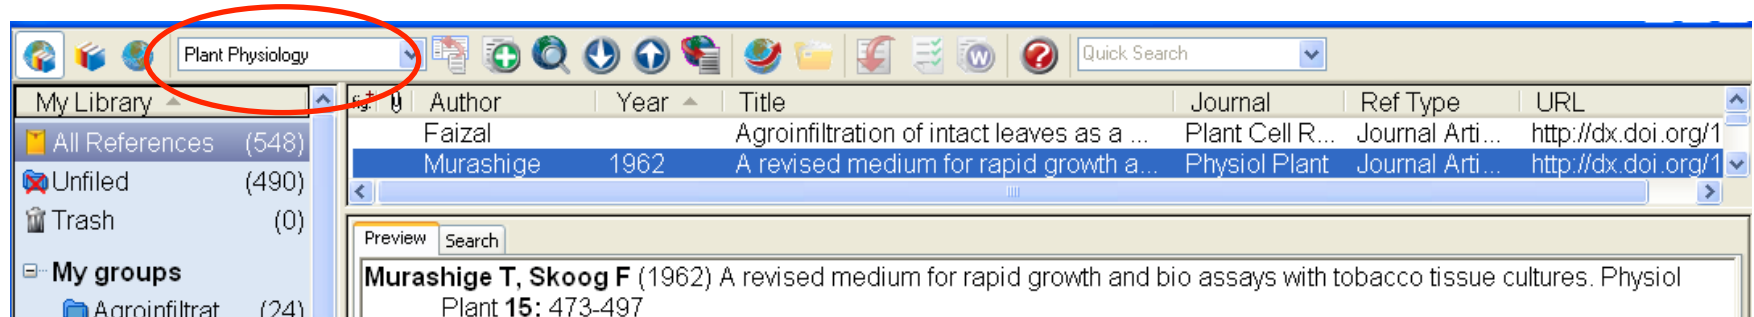 Plant Physiology
Quick Search
My Library
Author Year Title Journal Ref Type URL
All References (548)
Faizal Agroinfiltration of intact leaves as a ... Plant Cell R... Journal Arti... http://dx.doi.org/1
Murashige 1962 A revised medium for rapid growth a... Physiol Plant Journal Arti... http://dx.doi.org/1
Unfiled (490)
Trash (0)
Preview Search
My groups
Murashige T, Skoog F (1962) A revised medium for rapid growth and bio assays with tobacco tissue cultures. Physiol
Plant 15: 473-497
Agroinfiltrat (24)